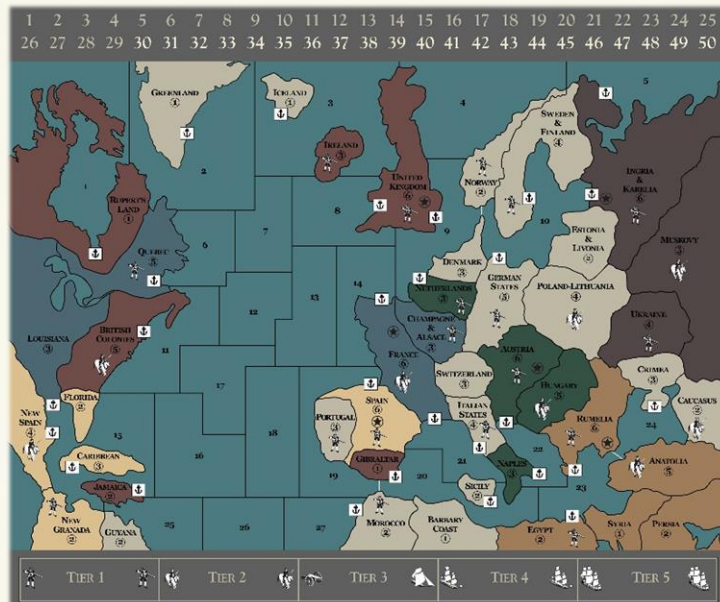 1 2 3 4 5 6 7 8 9 10 11 12 13 14 15 16 17 18 19 20 21 22 23 24 25
26 27 28 29 30 31 32 33 34 35 36 37 38 39 40 41 42 43 44 45 46 47 48 49 50
GREENLAND
1
ICELAND
1
3
4
5
SWEDEN
& FINLAND
4
2
IRELAND
3
UNITED
KINGDOM
6
NORWAY
2
INGRIA
&
KARELIA
6
1
RUPERT'S
LAND
1
8
9
10
ESTONIA
&
LIVONIA
2
MUSKOVY
5
QUEBEC
5
6
7
DENMARK
3
GERMAN
STATES
5
POLAND-LITHUANIA
4
NETHERLANDS
3
14
13
CHAMPAGNE
&
ALSACE
3
UKRAINE
4
LOUISIANA
3
BRITISH
COLONIES
5
11
12
FRANCE
6
AUSTRIA
6
SWITZERLAND
3
HUNGARY
5
CRIMEA
3
CAUCASUS
2
17
18
NEW
SPAIN
4
FLORIDA
2
SPAIN
6
PORTUGAL
3
ITALIAN
STATES
4
RUMELIA
6
24
15
16
CARIBBEAN
3
GIBRALTAR
1
19
20
21
22
NAPLES
3
ANATOLIA
5
JAMAICA
2
SICILY
2
23
NEW
GRANADA
2
GUYANA
2
25
26
27
MOROCCO
2
BARBARY
COAST
1
EGYPT
2
SYRIA
1
PERSIA
2
TIER 1
TIER 2
TIER 3
TIER 4
TIER 5